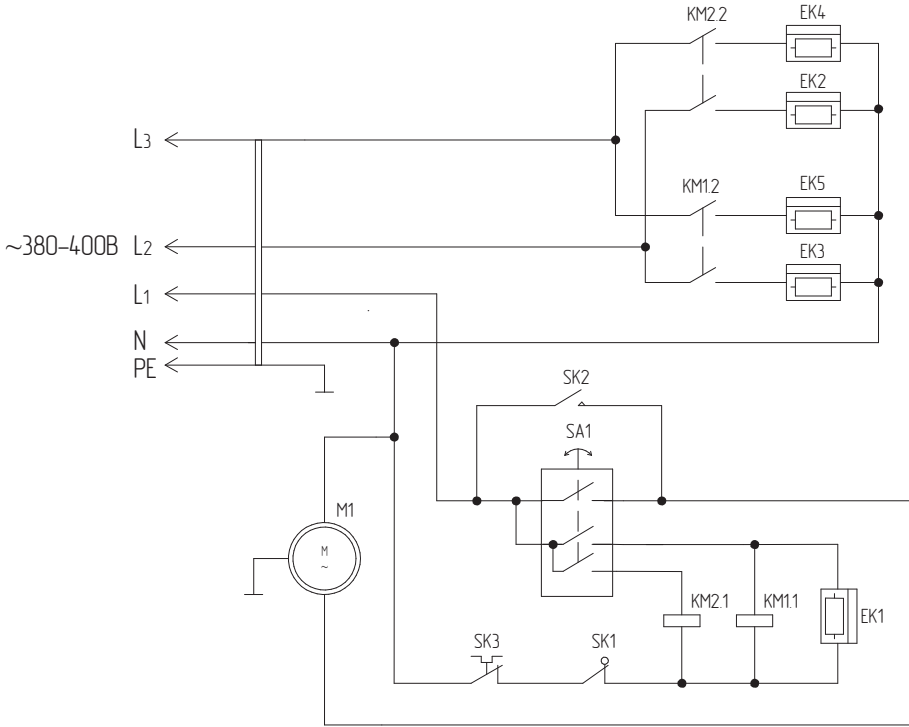 KM2.2
EK4
EK2
L3
KM1.2
EK5
~380-400В L2
EK3
L1
N
PE
SK2
SA1
M1
M
~
KM2.1
KM1.1
EK1
SK3
SK1